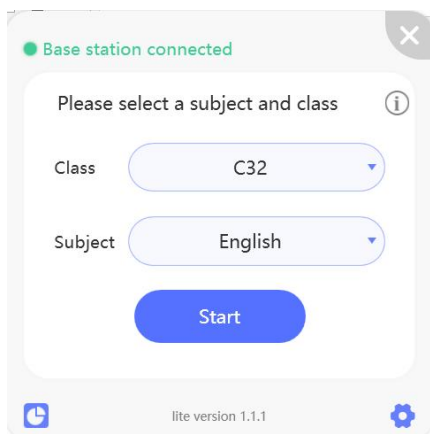 Base station connected
Please select a subject and class
Class C32
Subject English
Start
lite version 1.1.1